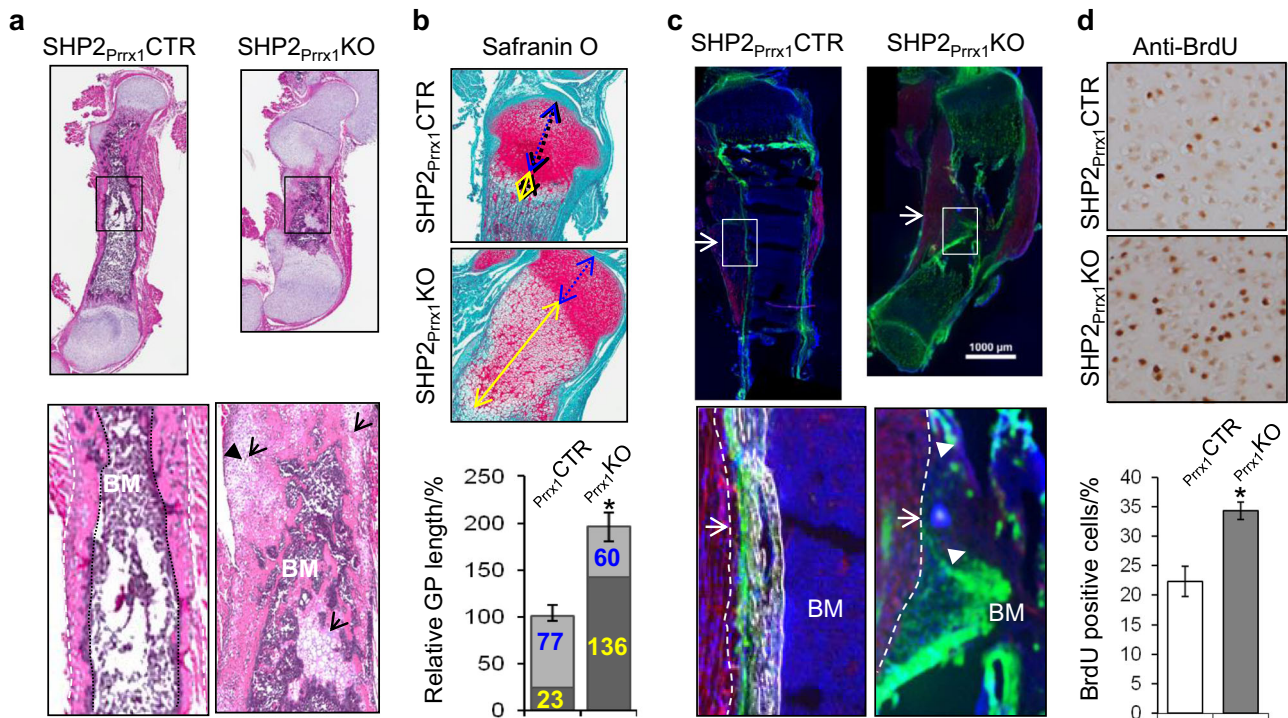 a
SHP2Prrx1CTR
SHP2Prrx1KO
BM
BM
b
Safranin O
SHP2Prrx1CTR
SHP2Prrx1KO
Relative GP length/%
250
200
150
100
50
0
Prrx1CTR
Prrx1KO
*
77
23
60
136
c
SHP2Prrx1CTR
SHP2Prrx1KO
1000 µm
BM
BM
d
Anti-BrdU
SHP2Prrx1CTR
SHP2Prrx1KO
BrdU positive cells/%
40
35
30
25
20
15
10
5
0
Prrx1CTR
Prrx1KO
*